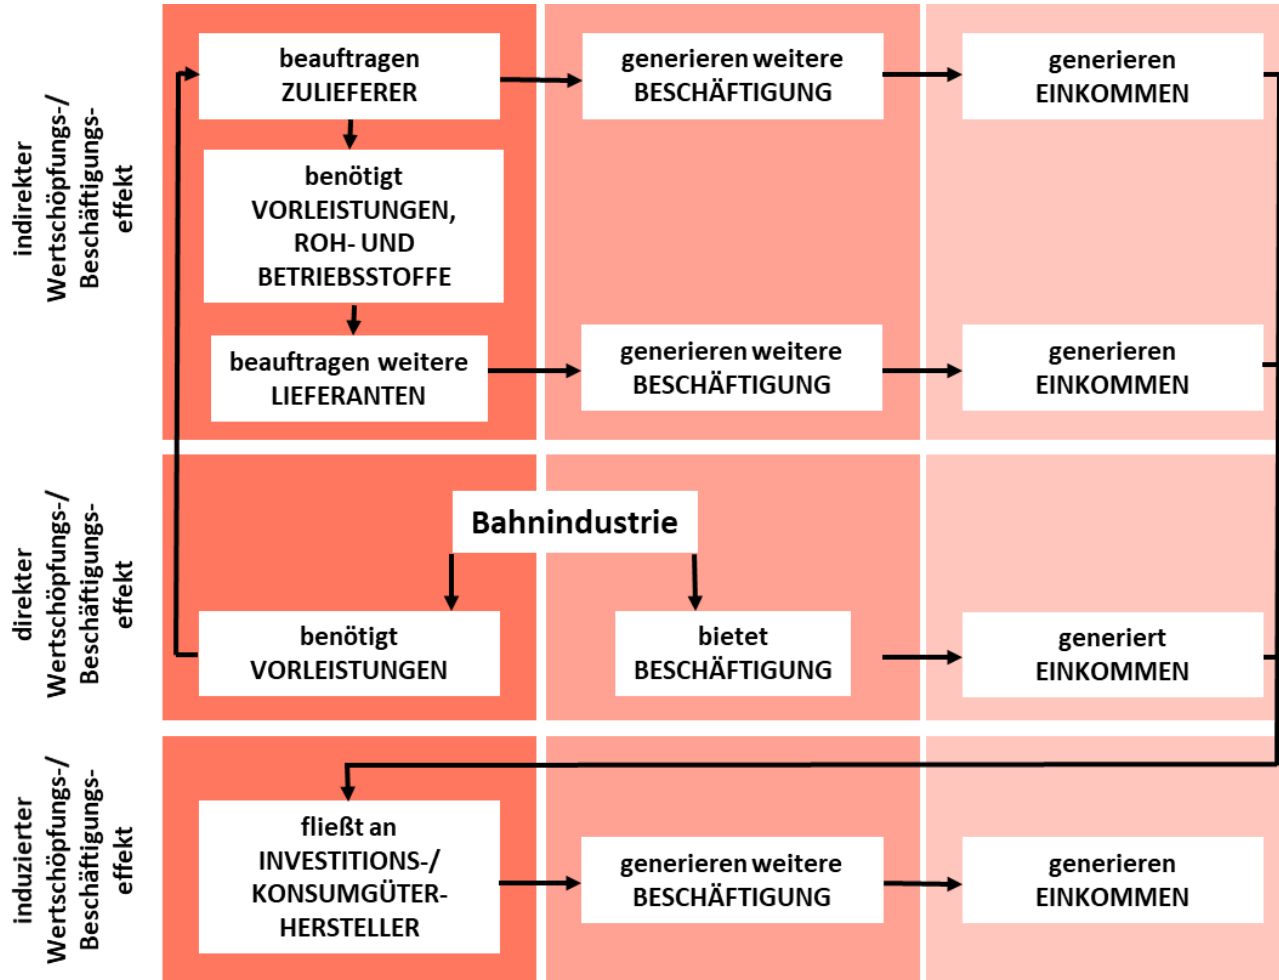 indirekter
Wertschöpfungs-/
Beschäftigungs-
effekt
beauftragen
ZULIEFERER
generieren weitere
BESCHÄFTIGUNG
generieren
EINKOMMEN
benötigt
VORLEISTUNGEN,
ROH- UND
BETRIEBSSTOFFE
beauftragen weitere
LIEFERANTEN
generieren weitere
BESCHÄFTIGUNG
generieren
EINKOMMEN
direkter
Wertschöpfungs-/
Beschäftigungs-
effekt
Bahnindustrie
benötigt
VORLEISTUNGEN
bietet
BESCHÄFTIGUNG
generiert
EINKOMMEN
induzierter
Wertschöpfungs-/
Beschäftigungs-
effekt
fließt an
INVESTITIONS-/
KONSUMGÜTER-
HERSTELLER
generieren weitere
BESCHÄFTIGUNG
generieren
EINKOMMEN